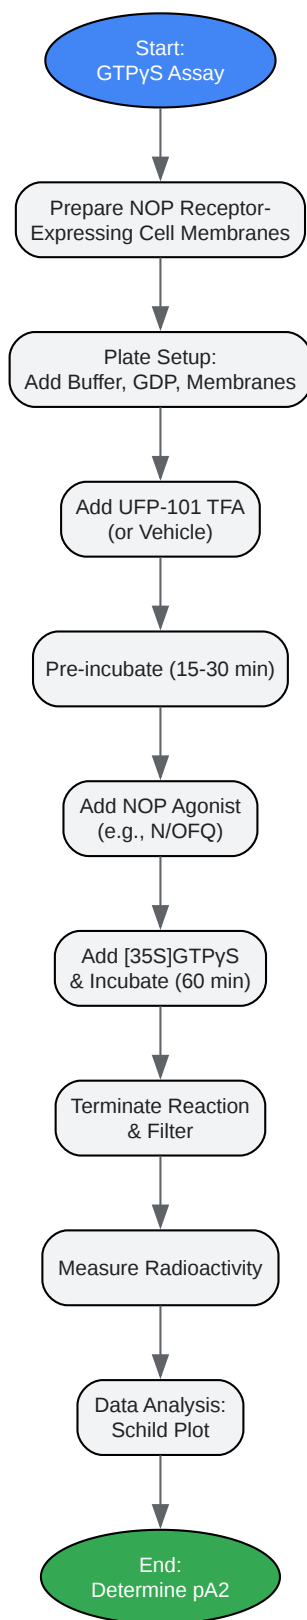 Start:
GTPγS Assay
Prepare NOP Receptor-
Expressing Cell Membranes
Plate Setup:
Add Buffer, GDP, Membranes
Add UFP-101 TFA
(or Vehicle)
Pre-incubate (15-30 min)
Add NOP Agonist
(e.g., N/OFQ)
Add [35S]GTPγS
& Incubate (60 min)
Terminate Reaction
& Filter
Measure Radioactivity
Data Analysis:
Schild Plot
End:
Determine pA2